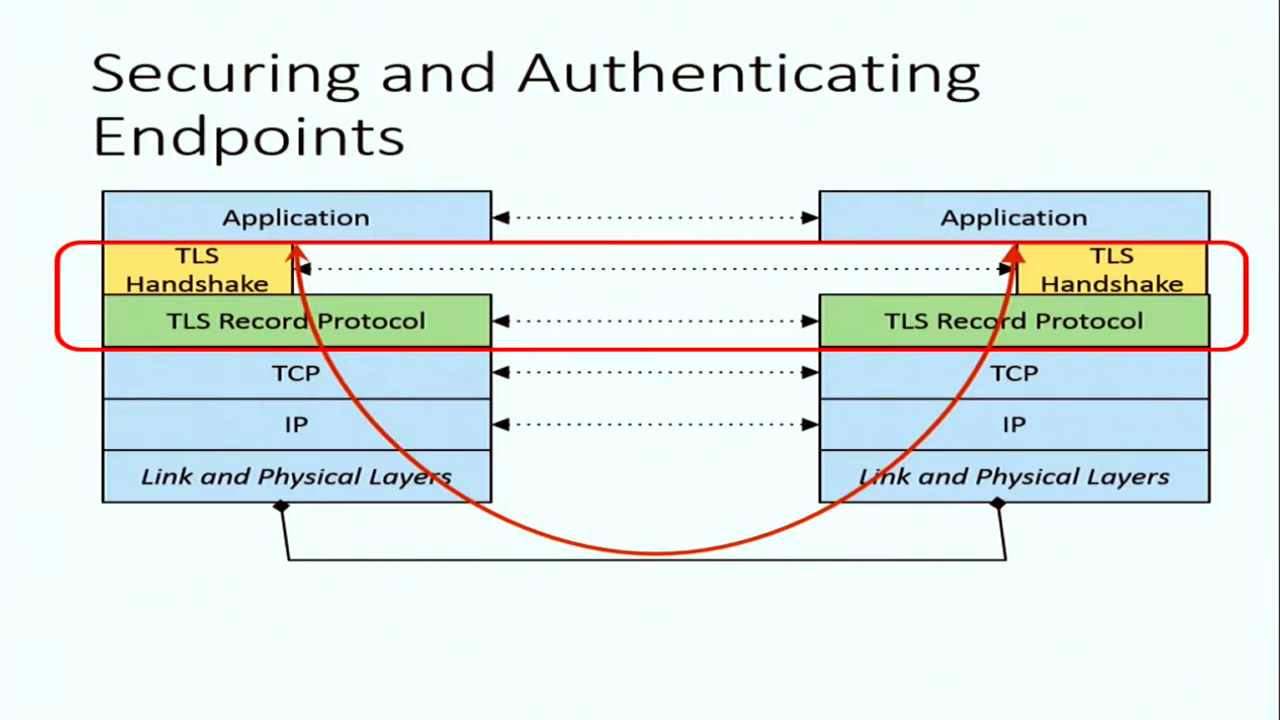 Securing and Authenticating
Endpoints
Application
TLS
Handshake
TLS Record Protocol
TCP
IP
Link and Physical Layers
Application
TLS
Handshake
TLS Record Protocol
TCP
IP
Link and Physical Layers